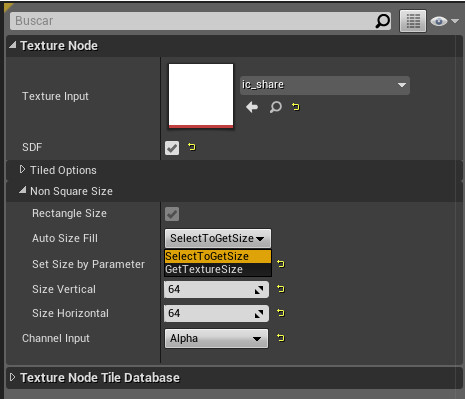 Buscar
Texture Node
Texture Input
ic_share
SDF
Tiled Options
Non Square Size
Rectangle Size
Auto Size Fill
SelectToGetSize
SelectToGetSize
Set Size by Parameter
GetTextureSize
Size Vertical
64
Size Horizontal
64
Channel Input
Alpha
Texture Node Tile Database